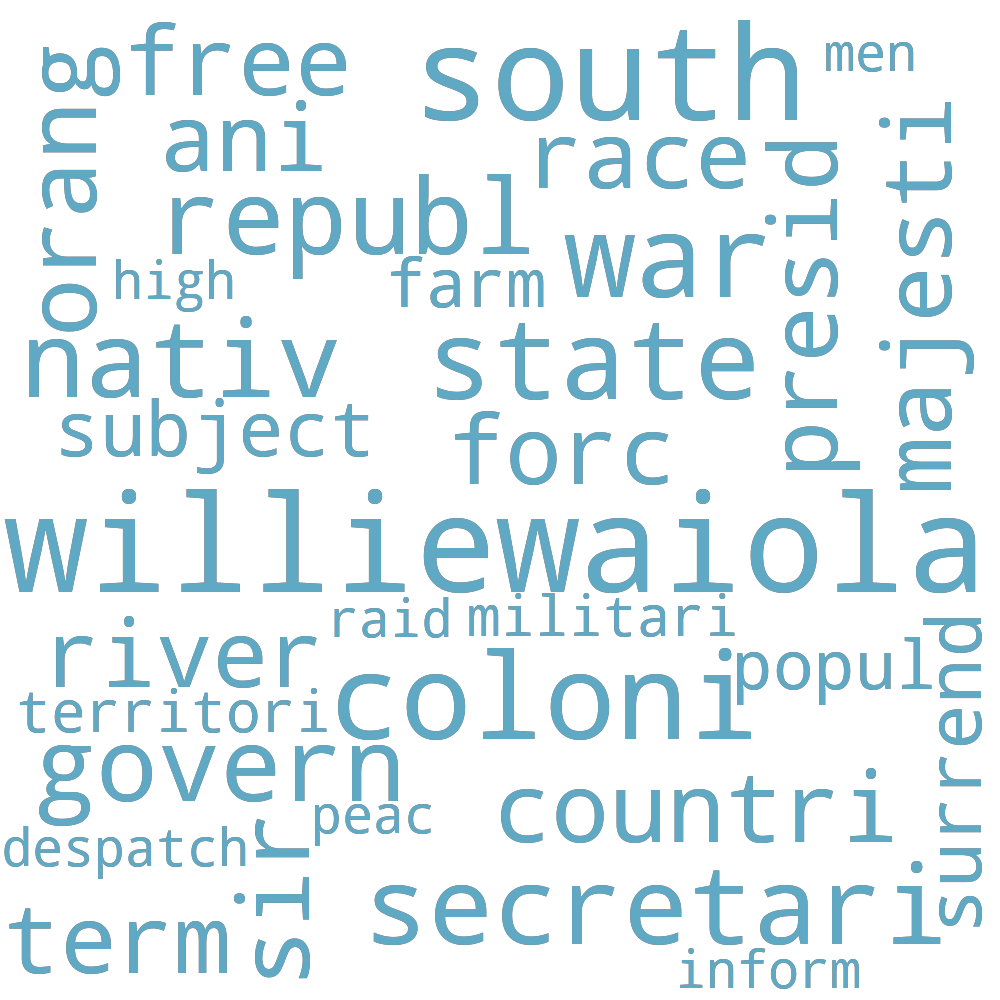 free
south
men
orang
ani
race
majesti
presid
republ
war
high
farm
nativ
state
subject
forc
williewaiola
raid
militari
river
popul
surrend
coloni
territori
govern
countri
peac
despatch
sir
secretari
term
inform